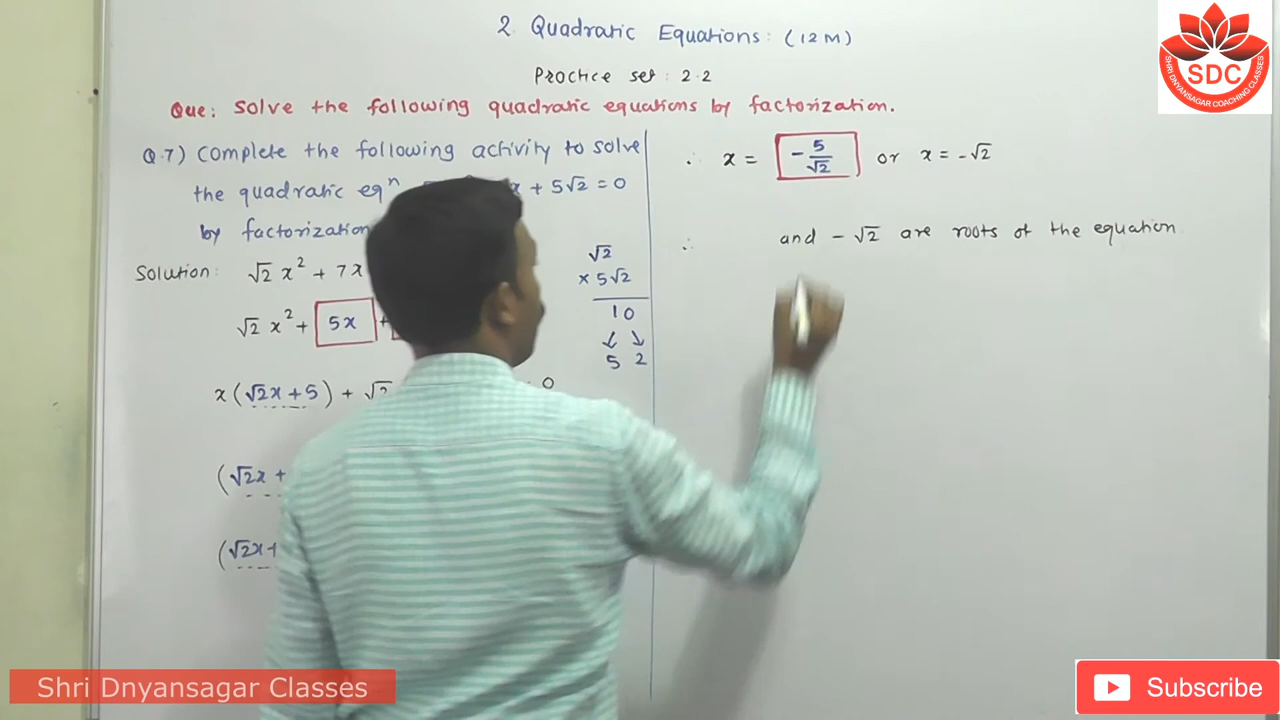 2 Quadratic Equations: (12M)
Practice set: 2.2
Que: Solve the following quadratic equations by factorization.
Q.7) Complete the following activity to solve
the quadratic eqⁿ x + 5√2 = 0
by factorization
Solution: √2 x² + 7x
√2 x² + 5x +
x(√2x + 5) + √2 0
(√2x +
(√2x +
√2
× 5√2
10
↙ ↘
5 2
∴ x = -5/√2 or x = -√2
∴ and -√2 are roots of the equation
SDC
SHRI DNYANSAGAR COACHING CLASSES
Shri Dnyansagar Classes
Subscribe